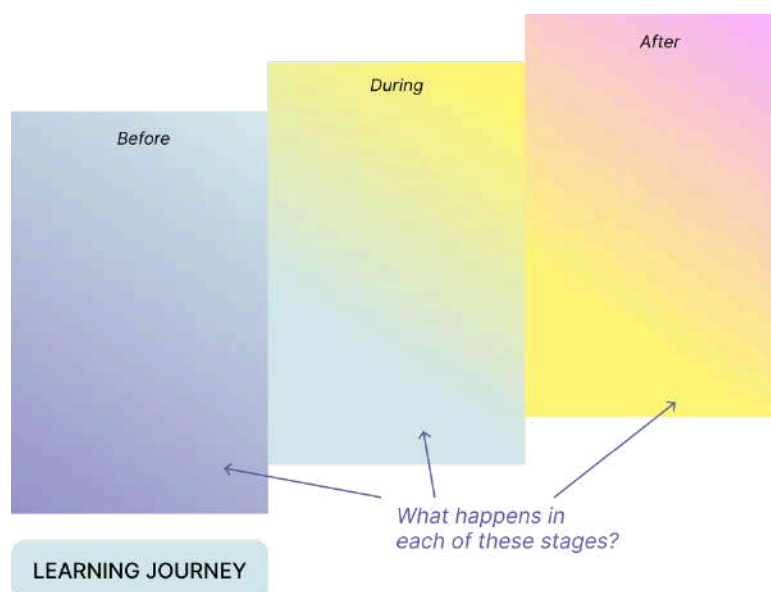 Before
During
After
What happens in
each of these stages?
LEARNING JOURNEY